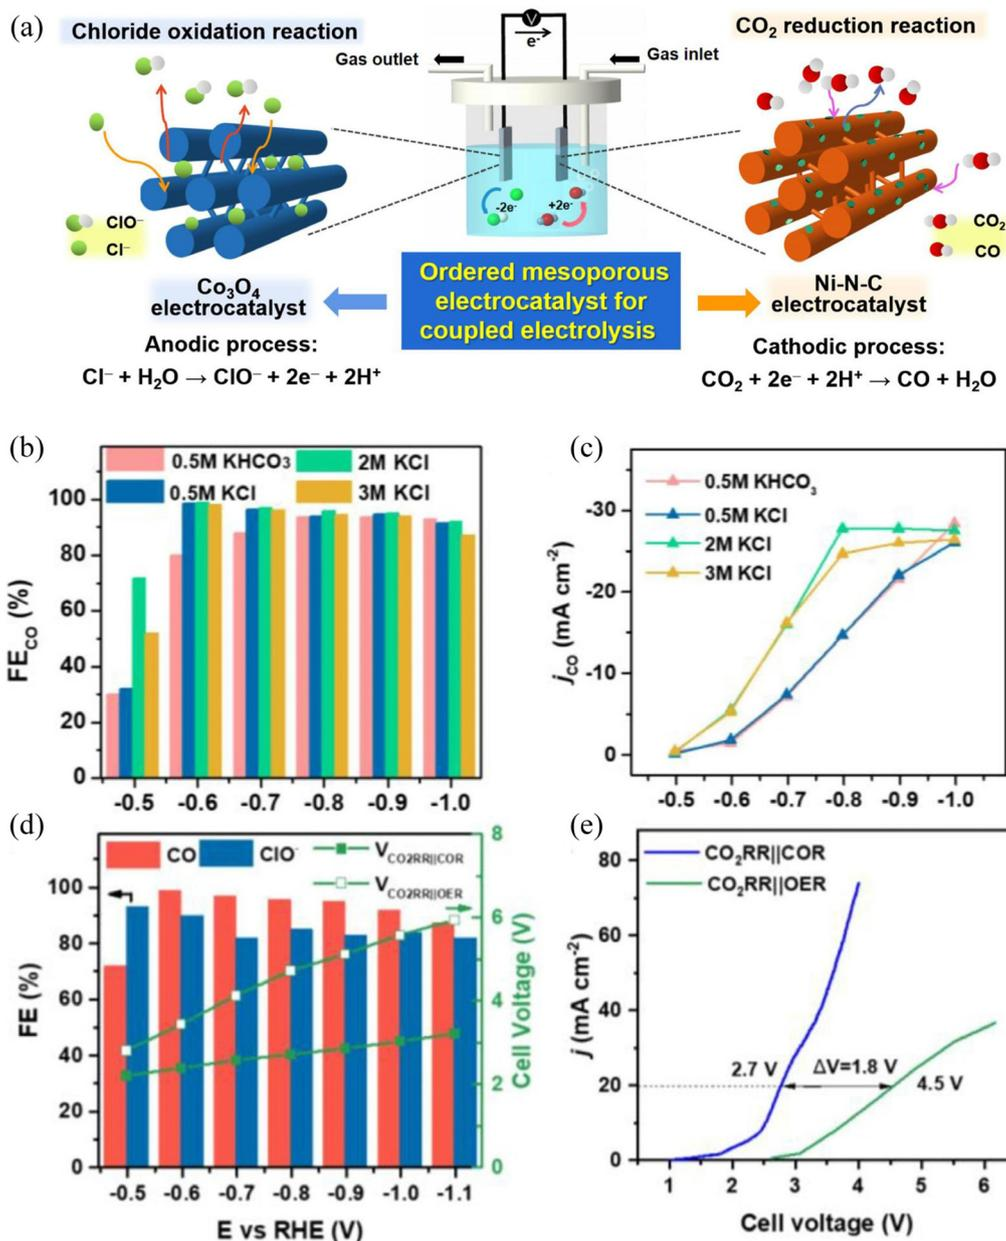 (a)
Chloride oxidation reaction
CO₂ reduction reaction
V
e⁻
Gas outlet
Gas inlet
-2e⁻
+2e⁻
ClO⁻
Cl⁻
CO₂
CO
Co₃O₄
electrocatalyst
Ordered mesoporous
electrocatalyst for
coupled electrolysis
Ni-N-C
electrocatalyst
Anodic process:
Cl⁻ + H₂O → ClO⁻ + 2e⁻ + 2H⁺
Cathodic process:
CO₂ + 2e⁻ + 2H⁺ → CO + H₂O
(b)
0.5M KHCO₃
2M KCl
0.5M KCl
3M KCl
FE_CO (%)
100
80
60
40
20
0
-0.5 -0.6 -0.7 -0.8 -0.9 -1.0
(c)
0.5M KHCO₃
0.5M KCl
2M KCl
3M KCl
j_CO (mA cm⁻²)
-30
-20
-10
0
-0.5 -0.6 -0.7 -0.8 -0.9 -1.0
(d)
CO ClO⁻
V_CO2RR||COR
V_CO2RR||OER
FE (%)
100
80
60
40
20
0
8
6
4
2
0
Cell Voltage (V)
-0.5 -0.6 -0.7 -0.8 -0.9 -1.0 -1.1
E vs RHE (V)
(e)
CO₂RR||COR
CO₂RR||OER
j (mA cm⁻²)
80
60
40
20
0
2.7 V
ΔV=1.8 V
4.5 V
1 2 3 4 5 6
Cell voltage (V)